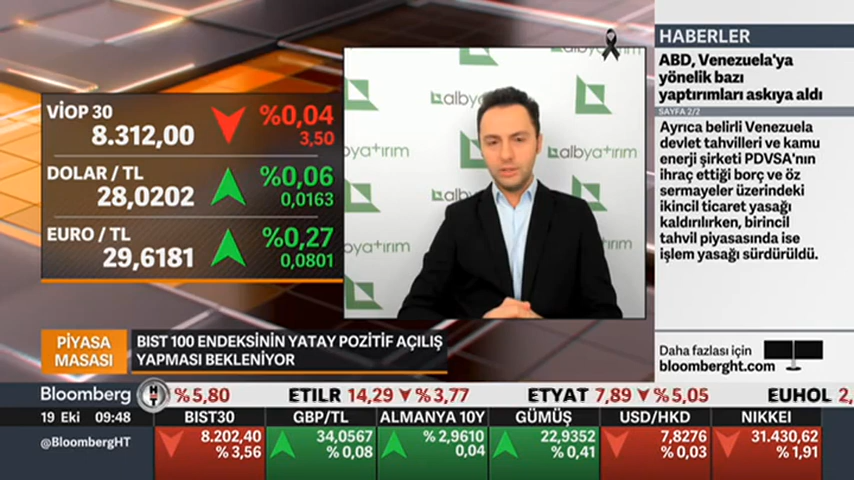 VİOP 30
8.312,00
%0,04
3,50
DOLAR / TL
28,0202
%0,06
0,0163
EURO / TL
29,6181
%0,27
0,0801
albyatırım
albyatırım
albyatırım
PİYASA MASASI
BIST 100 ENDEKSİNİN YATAY POZİTİF AÇILIŞ
YAPMASI BEKLENİYOR
HABERLER
ABD, Venezuela'ya
yönelik bazı
yaptırımları askıya aldı
SAYFA 2/2
Ayrıca belirli Venezuela
devlet tahvilleri ve kamu
enerji şirketi PDVSA'nın
ihraç ettiği borç ve öz
sermayeler üzerindeki
ikincil ticaret yasağı
kaldırılırken, birincil
tahvil piyasasında ise
işlem yasağı sürdürüldü.
Daha fazlası için
bloomberght.com
Bloomberg HT
%5,80 ETILR 14,29 %3,77 ETYAT 7,89 %5,05 EUHOL 2,
19 Eki 09:48
@BloombergHT
BIST30
8.202,40
% 3,56
GBP/TL
34,0567
% 0,08
ALMANYA 10Y
% 2,9610
0,04
GÜMÜŞ
22,9352
% 0,41
USD/HKD
7,8276
% 0,03
NIKKEI
31.430,62
% 1,91